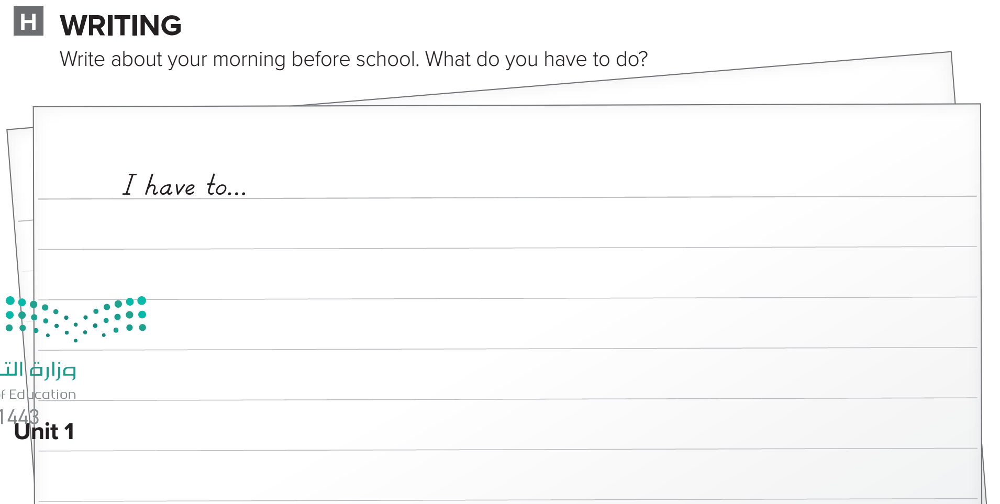 H WRITING
Write about your morning before school. What do you have to do?
I have to...
وزارة التـ
f Education
1443
Unit 1